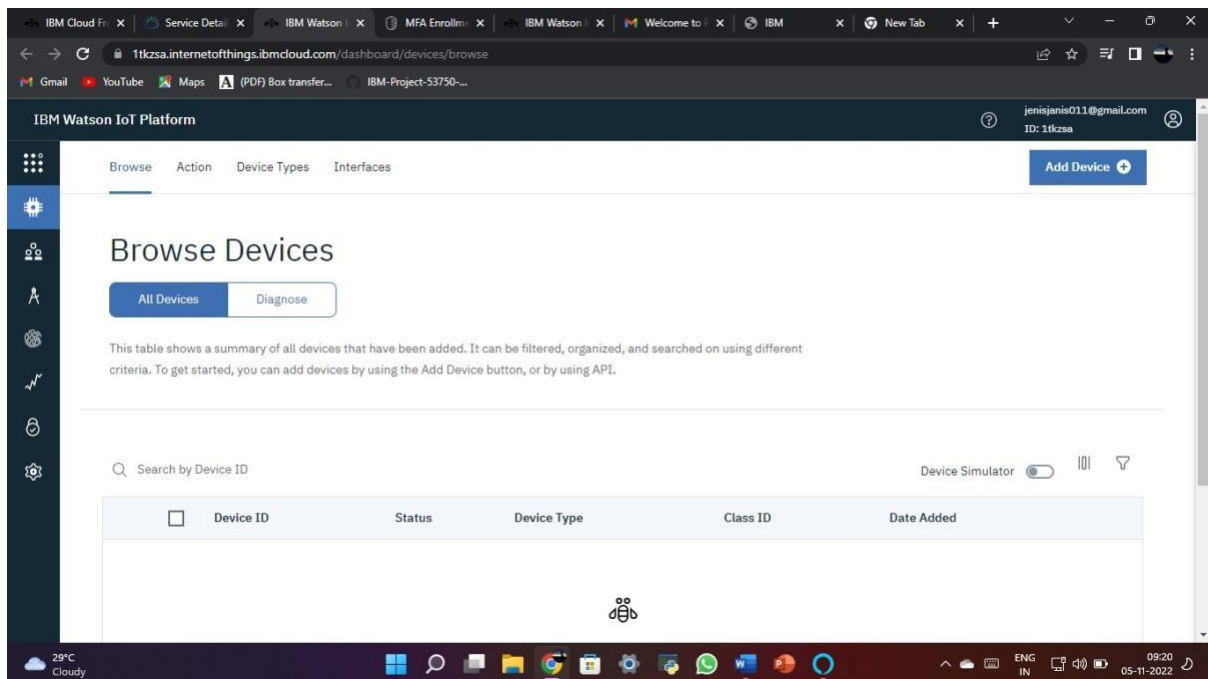 IBM Cloud Fr
Service Detail
IBM Watson I
MFA Enrollme
IBM Watson I
Welcome to F
IBM
New Tab
1tkzsa.internetofthings.ibmcloud.com/dashboard/devices/browse
Gmail YouTube Maps (PDF) Box transfer... IBM-Project-53750-...
IBM Watson IoT Platform
jenisjanis011@gmail.com
ID: 1tkzsa
Browse Action Device Types Interfaces
Add Device
Browse Devices
All Devices Diagnose
This table shows a summary of all devices that have been added. It can be filtered, organized, and searched on using different
criteria. To get started, you can add devices by using the Add Device button, or by using API.
Search by Device ID
Device Simulator
Device ID Status Device Type Class ID Date Added
29°C
Cloudy
ENG
IN
09:20
05-11-2022